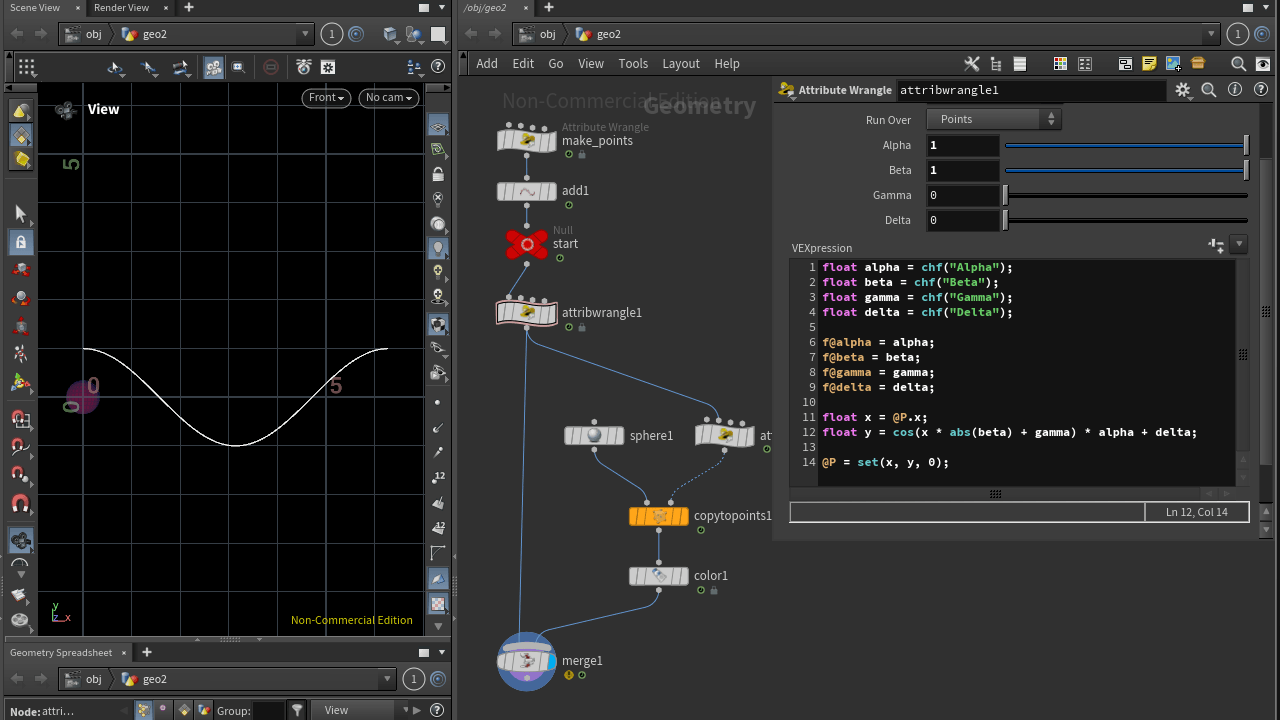 Scene View × Render View × +
obj geo2 1
View
Front
No cam
5
0
0
5
y
z x
Non-Commercial Edition
Geometry Spreadsheet × +
obj geo2 1
Node: attri... Group: View
/obj/geo2 × +
obj geo2 1
Add Edit Go View Tools Layout Help
Non-Commercial Edition
Geometry
Attribute Wrangle
make_points
add1
Null
start
attribwrangle1
sphere1
att
copytopoints1
color1
merge1
Attribute Wrangle attribwrangle1
Run Over Points
Alpha 1
Beta 1
Gamma 0
Delta 0
VEXpression
1 float alpha = chf("Alpha");
2 float beta = chf("Beta");
3 float gamma = chf("Gamma");
4 float delta = chf("Delta");
5
6 f@alpha = alpha;
7 f@beta = beta;
8 f@gamma = gamma;
9 f@delta = delta;
10
11 float x = @P.x;
12 float y = cos(x * abs(beta) + gamma) * alpha + delta;
13
14 @P = set(x, y, 0);
Ln 12, Col 14